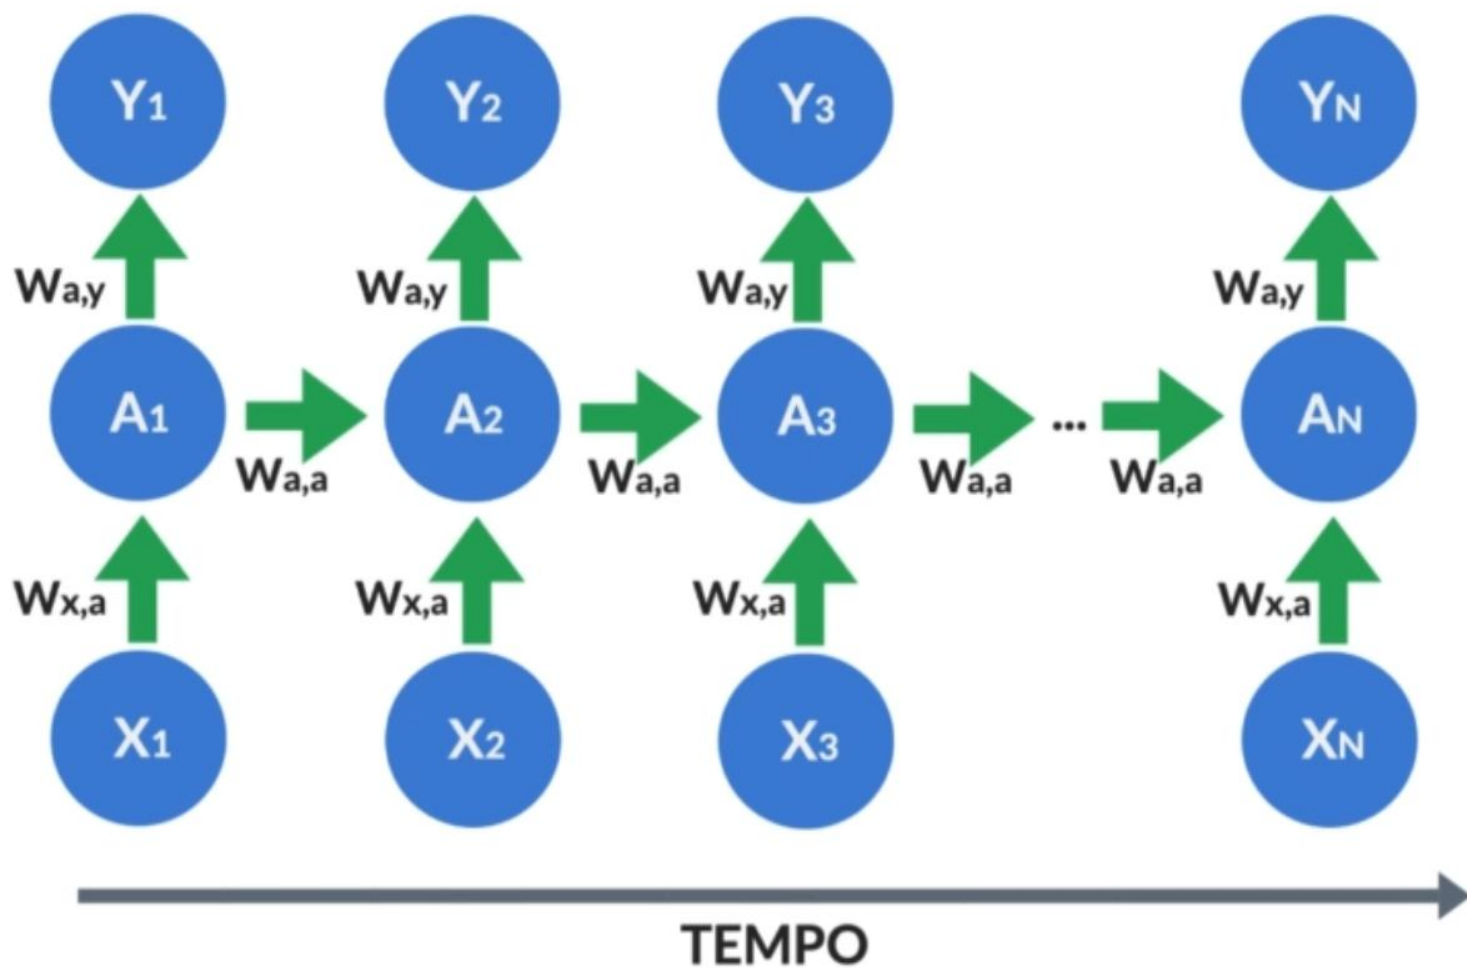 Y1 Y2 Y3 YN
Wa,y Wa,y Wa,y Wa,y
A1 A2 A3 ... AN
Wa,a Wa,a Wa,a Wa,a
Wx,a Wx,a Wx,a Wx,a
X1 X2 X3 XN
TEMPO